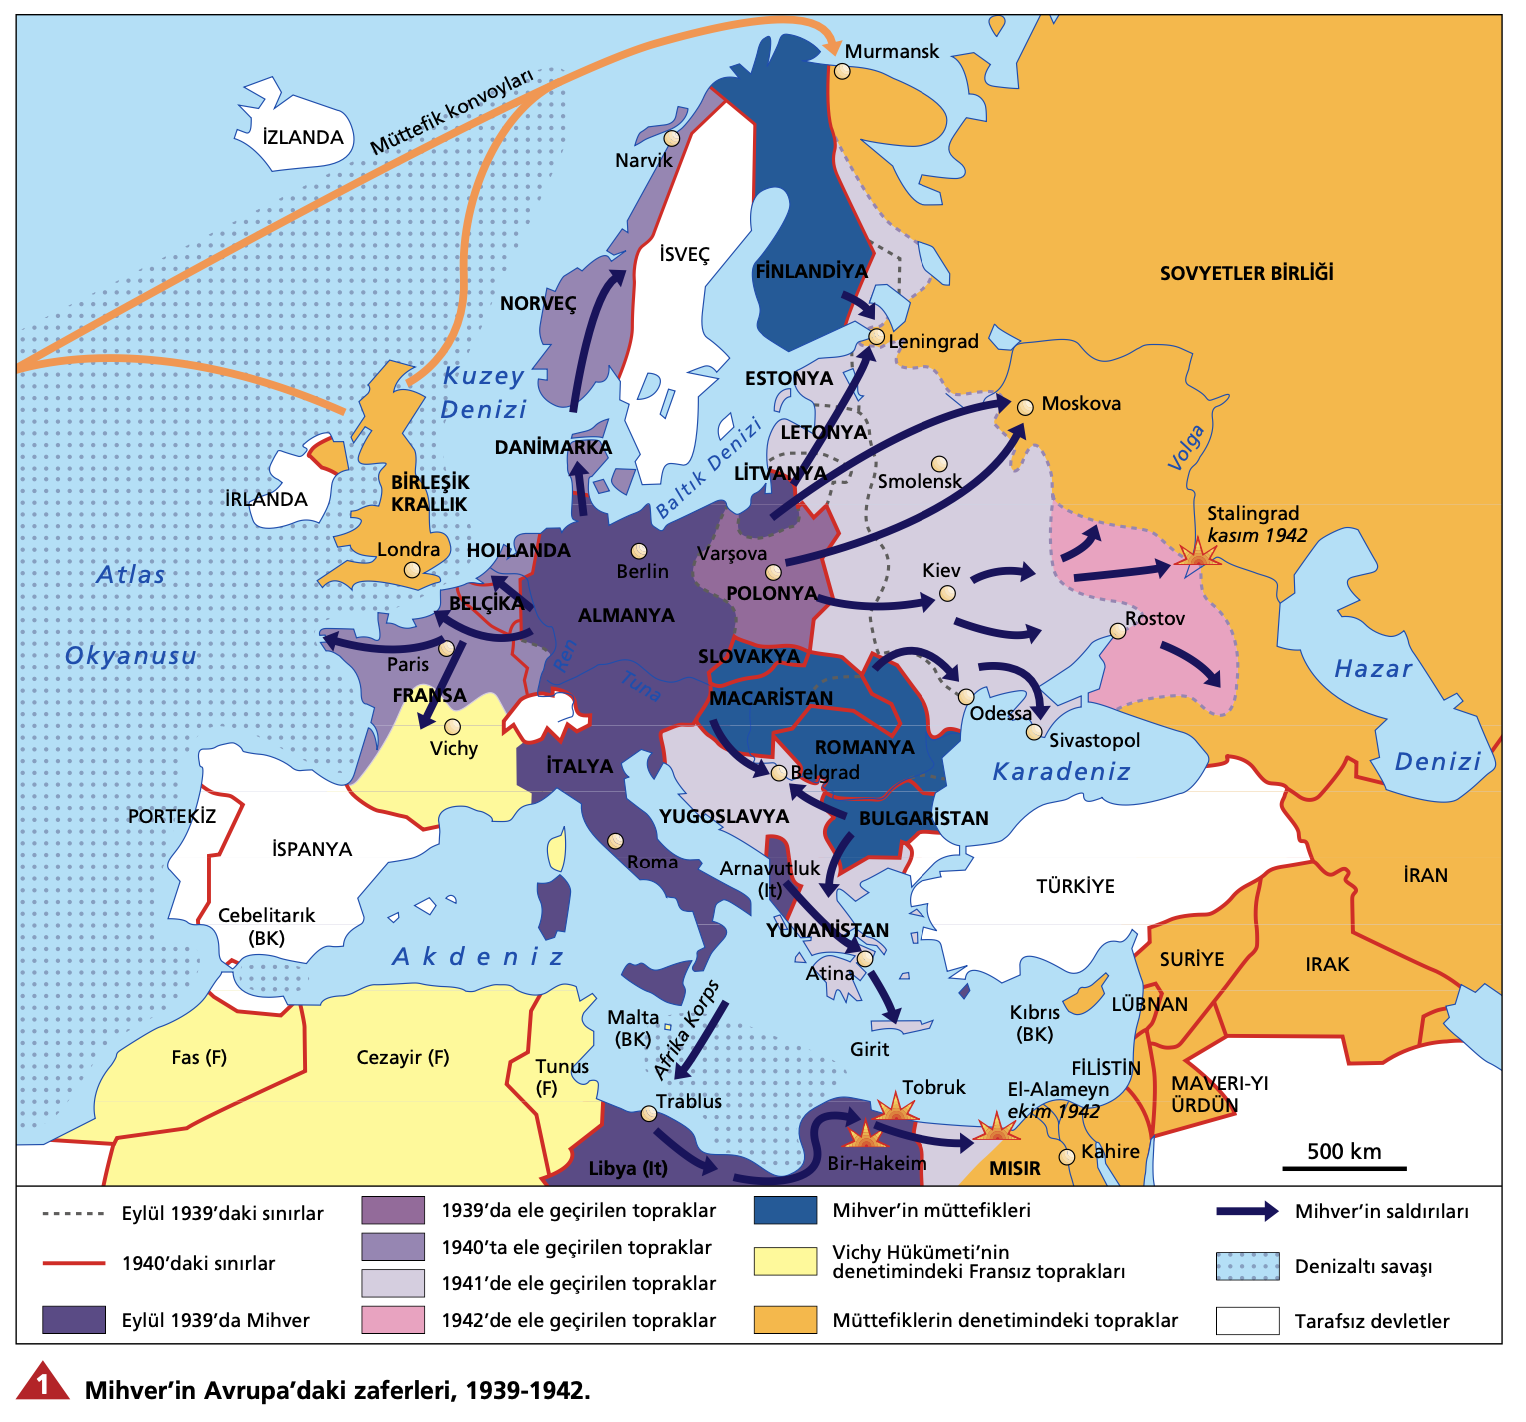 Murmansk
Müttefik konvoyları
İZLANDA
Narvik
İSVEÇ
FİNLANDİYA
SOVYETLER BİRLİĞİ
NORVEÇ
Leningrad
Kuzey
Denizi
ESTONYA
Moskova
LETONYA
DANİMARKA
Baltık Denizi
LİTVANYA
Volga
Smolensk
BİRLEŞİK
KRALLIK
İRLANDA
Stalingrad
kasım 1942
Londra
HOLLANDA
Berlin
Varşova
Kiev
Atlas
Okyanusu
BELÇİKA
ALMANYA
POLONYA
Rostov
Ren
Paris
SLOVAKYA
Tuna
Hazar
Denizi
FRANSA
MACARİSTAN
Odessa
Vichy
ROMANYA
Sivastopol
İTALYA
Belgrad
Karadeniz
PORTEKİZ
YUGOSLAVYA
BULGARİSTAN
İSPANYA
Roma
Arnavutluk
(It)
TÜRKİYE
İRAN
Cebelitarık
(BK)
YUNANİSTAN
Akdeniz
Atina
SURİYE
IRAK
Afrika Korps
Malta
(BK)
Kıbrıs
(BK)
LÜBNAN
Girit
Fas (F)
Cezayir (F)
Tunus
(F)
FİLİSTİN
Tobruk
El-Alameyn
ekim 1942
MAVERI-YI
ÜRDÜN
Trablus
Libya (It)
Bir-Hakeim
MISIR
Kahire
500 km
Eylül 1939’daki sınırlar
1940’daki sınırlar
Eylül 1939’da Mihver
1939’da ele geçirilen topraklar
1940’ta ele geçirilen topraklar
1941’de ele geçirilen topraklar
1942’de ele geçirilen topraklar
Mihver’in müttefikleri
Vichy Hükümeti’nin
denetimindeki Fransız toprakları
Müttefiklerin denetimindeki topraklar
Mihver’in saldırıları
Denizaltı savaşı
Tarafsız devletler
1
Mihver’in Avrupa’daki zaferleri, 1939-1942.